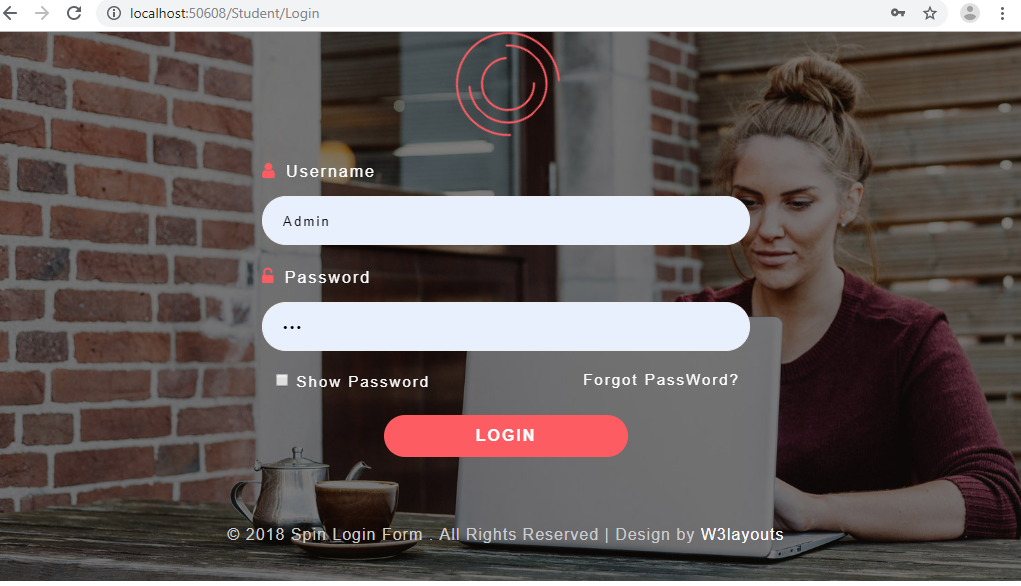 localhost:50608/Student/Login
Username
Admin
Password
•••
Show Password
Forgot PassWord?
LOGIN
© 2018 Spin Login Form . All Rights Reserved | Design by W3layouts